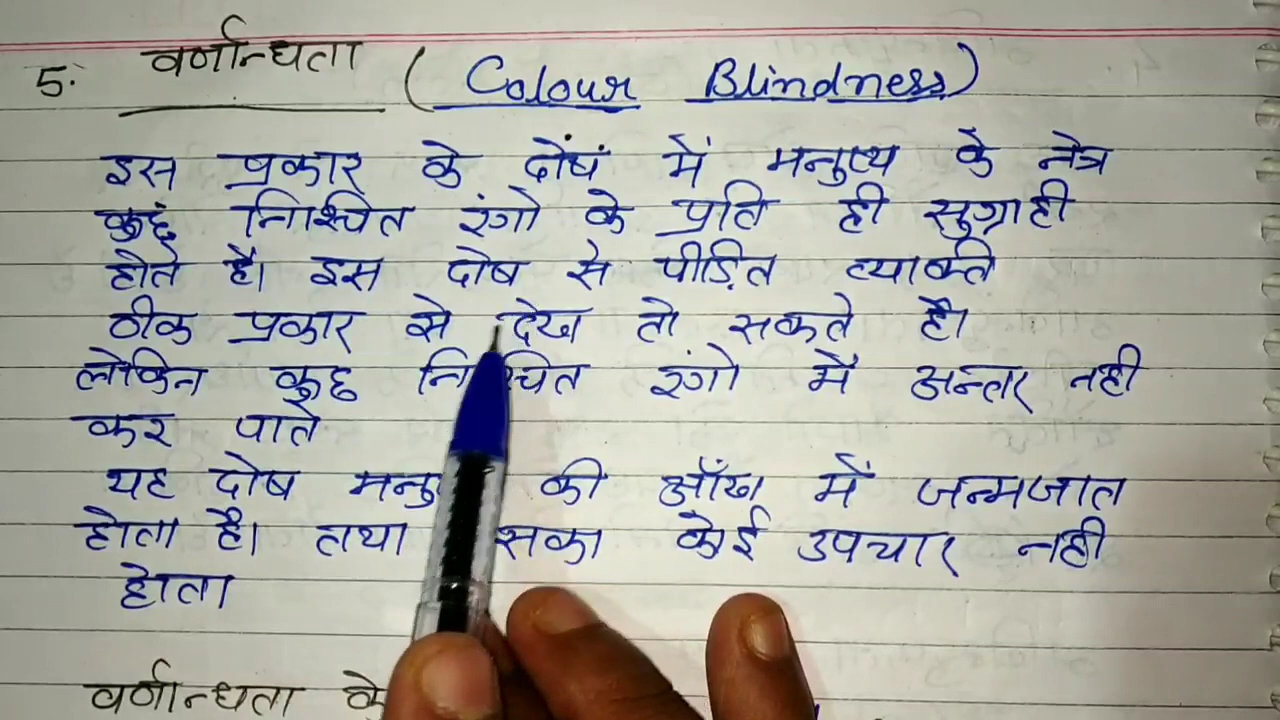 5. वर्णान्धता ( Colour Blindness )
इस प्रकार के दोषं में मनुष्य के नेत्र
कुछ निश्चित रंगो के प्रति ही सुग्राही
होते है। इस दोष से पीड़ित व्यक्ति
ठीक प्रकार से देख तो सकते है।
लेकिन कुछ निश्चित रंगो में अन्तर नही
कर पाते
यह दोष की आँख में जन्मजात
होता है। तथा कोई उपचार नही
होता
वर्णान्धता के